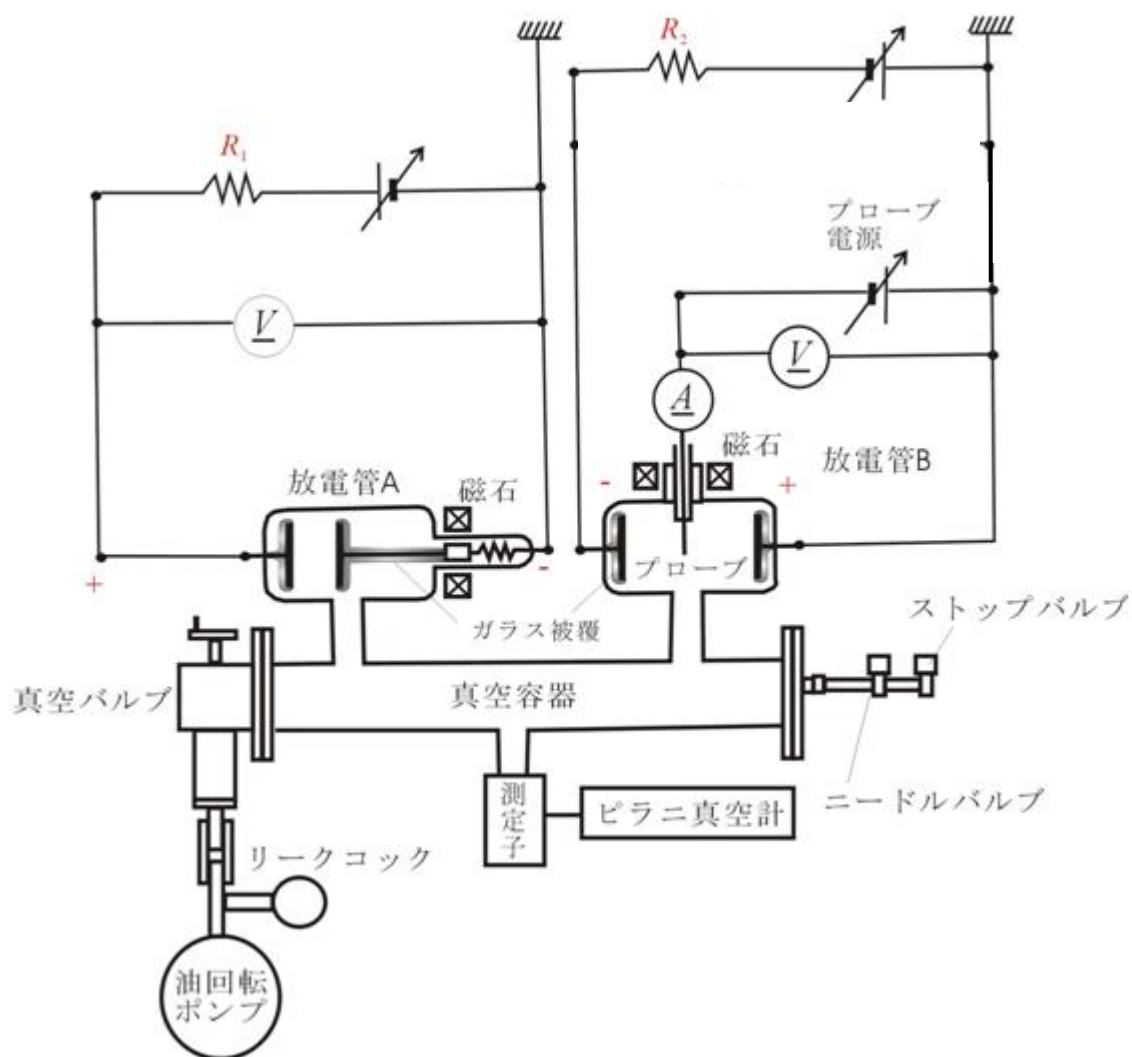 R₂
R₁
プローブ
電源
V
V
A
磁石
放電管B
放電管A
磁石
-
+
+
-
プローブ
ガラス被覆
ストップバルブ
真空バルブ
真空容器
ニードルバルブ
測定子
ピラニ真空計
リークコック
油回転
ポンプ